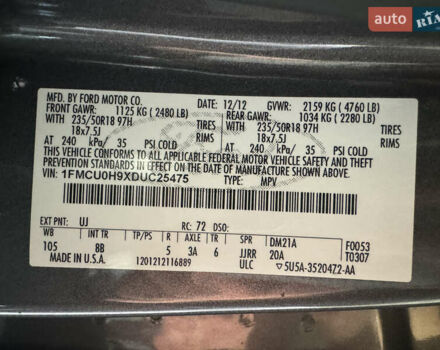 auto RIA
MFD. BY FORD MOTOR CO.
DATE: 12/12 GVWR: 2159 KG (4760 LB)
FRONT GAWR: 1125 KG (2480 LB) REAR GAWR: 1034 KG (2280 LB)
WITH 235/50R18 97H TIRES WITH 235/50R18 97H TIRES
18x7.5J RIMS 18x7.5J RIMS
AT 240 kPa/ 35 PSI COLD AT 240 kPa/ 35 PSI COLD
THIS VEHICLE CONFORMS TO ALL APPLICABLE FEDERAL MOTOR VEHICLE SAFETY AND THEFT
PREVENTION STANDARDS IN EFFECT ON THE DATE OF MANUFACTURE SHOWN ABOVE.
VIN: 1FMCU0H9XDUC25475
TYPE: MPV
EXT PNT: UJ RC: 72 DSO: F0053
WB INT TR TP/PS R AXLE TR SPR DM21A T0307
105 8B 5 3A 6 JJRR 20A
MADE IN U.S.A. 1201212116889 ULC 5U5A-3520472-AA